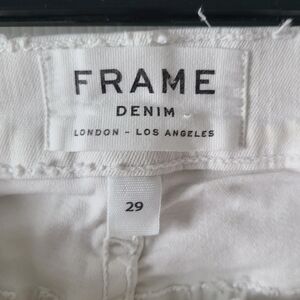 FRAME
DENIM
LONDON - LOS ANGELES
29